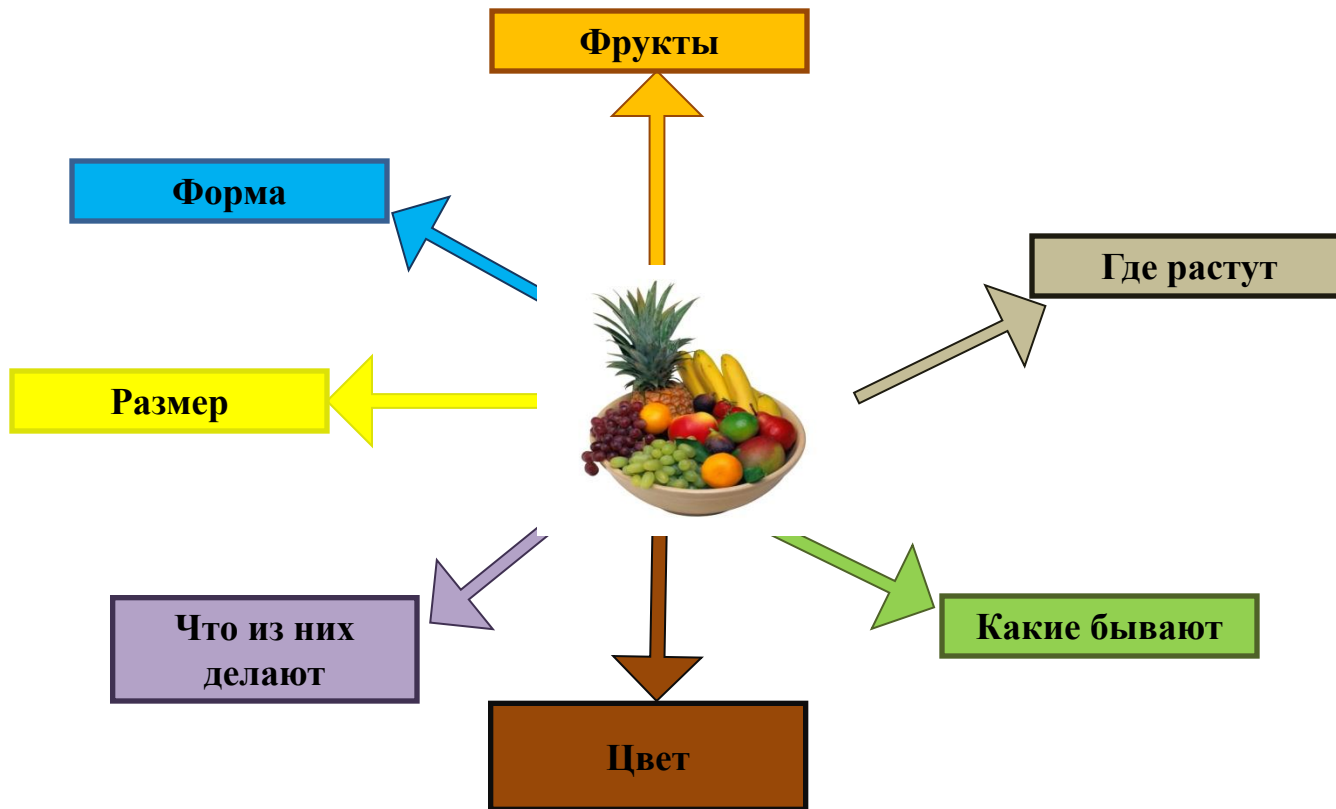 Фрукты
Форма
Где растут
Размер
Что из них
делают
Какие бывают
Цвет